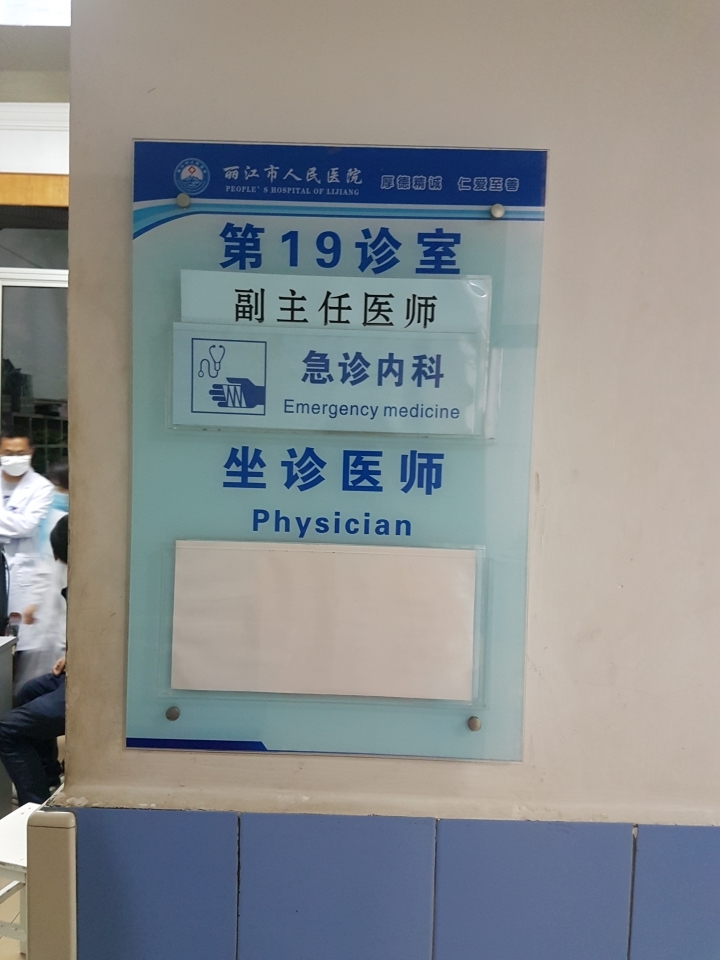 丽江市人民医院 厚德精诚 仁爱至善
PEOPLE'S HOSPITAL OF LIJIANG
第19诊室
副主任医师
急诊内科
Emergency medicine
坐诊医师
Physician